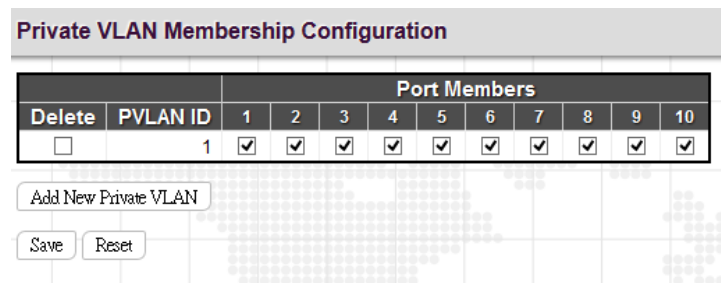 Private VLAN Membership Configuration
Port Members
Delete PVLAN ID 1 2 3 4 5 6 7 8 9 10
1
Add New Private VLAN
Save Reset